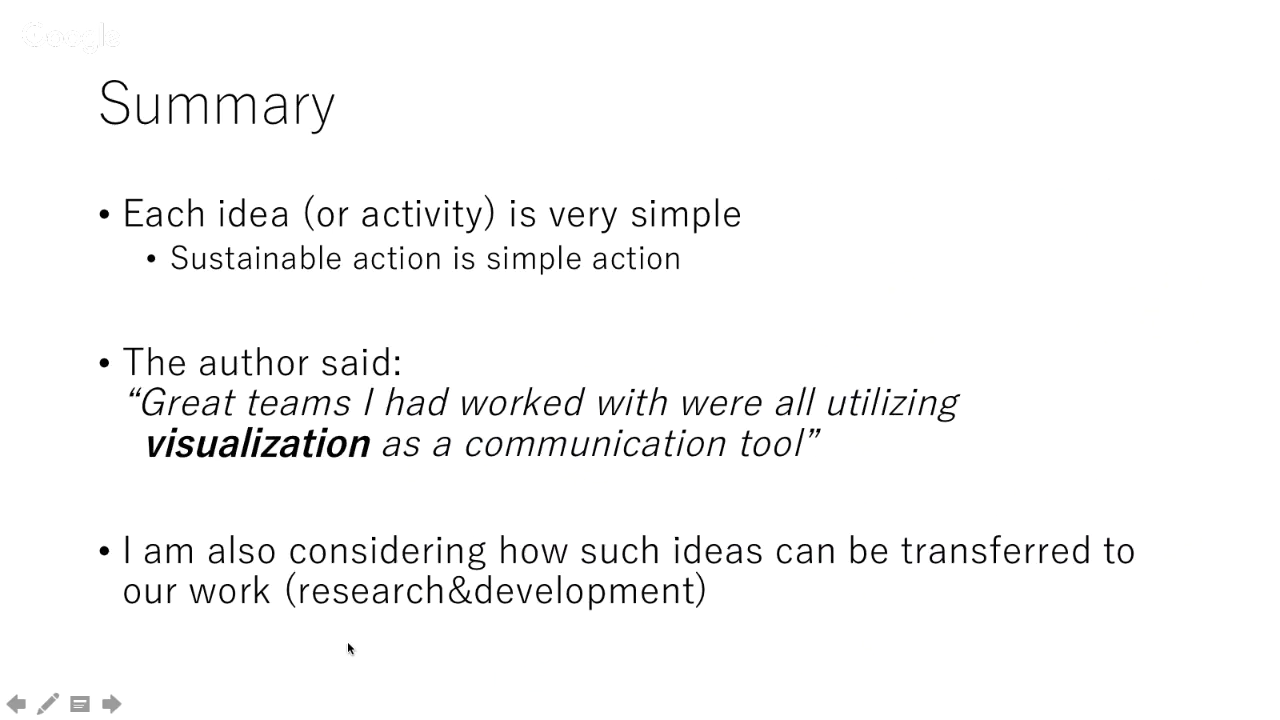 Google
Summary
• Each idea (or activity) is very simple
• Sustainable action is simple action
• The author said:
“Great teams I had worked with were all utilizing
visualization as a communication tool”
• I am also considering how such ideas can be transferred to
our work (research&development)